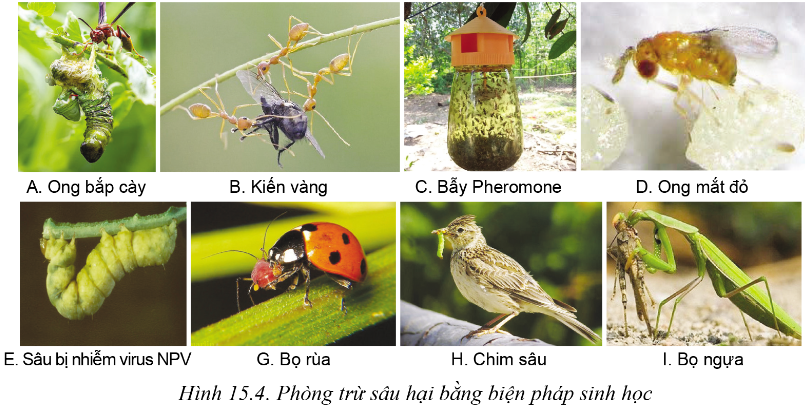 A. Ong bắp cày
B. Kiến vàng
C. Bẫy Pheromone
D. Ong mắt đỏ
E. Sâu bị nhiễm virus NPV
G. Bọ rùa
H. Chim sâu
I. Bọ ngựa
Hình 15.4. Phòng trừ sâu hại bằng biện pháp sinh học